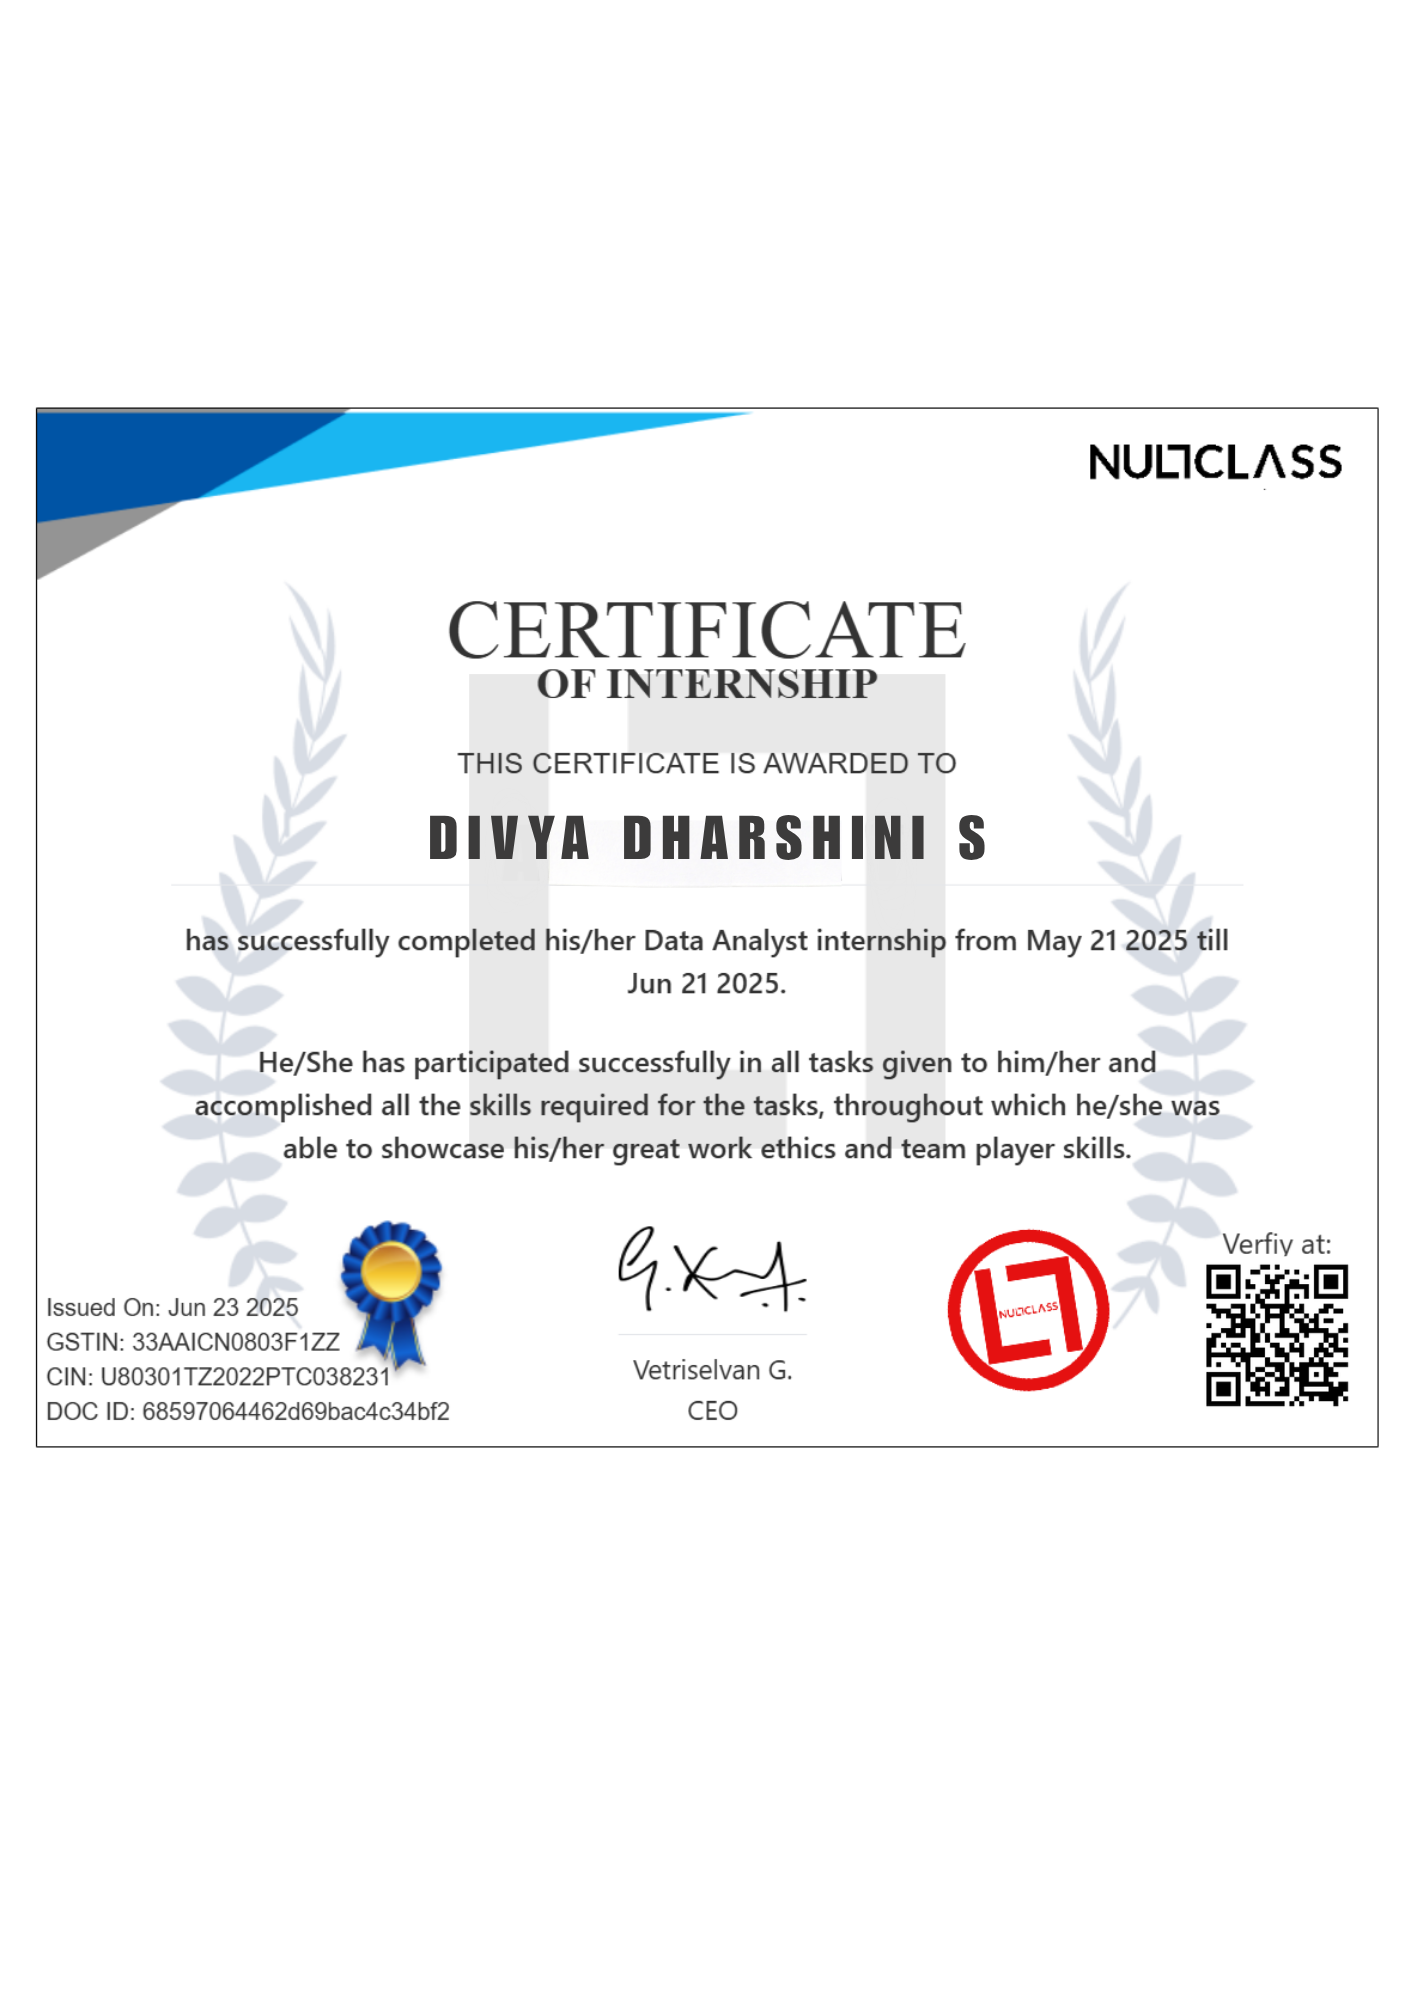 NULLCLASS
CERTIFICATE
OF INTERNSHIP
THIS CERTIFICATE IS AWARDED TO
DIVYA DHARSHINI S
has successfully completed his/her Data Analyst internship from May 21 2025 till
Jun 21 2025.
He/She has participated successfully in all tasks given to him/her and
accomplished all the skills required for the tasks, throughout which he/she was
able to showcase his/her great work ethics and team player skills.
Issued On: Jun 23 2025
GSTIN: 33AAICN0803F1ZZ
CIN: U80301TZ2022PTC038231
DOC ID: 68597064462d69bac4c34bf2
Vetriselvan G.
CEO
NULLCLASS
Verfiy at: